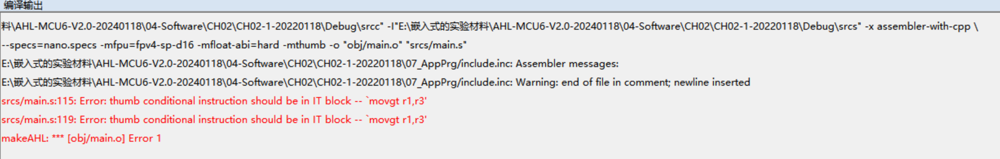 编译输出
料\AHL-MCU6-V2.0-20240118\04-Software\CH02\CH02-1-20220118\Debug\srcc" -I"E:\嵌入式的实验材料\AHL-MCU6-V2.0-20240118\04-Software\CH02\CH02-1-20220118\Debug\srcs" -x assembler-with-cpp \
--specs=nano.specs -mfpu=fpv4-sp-d16 -mfloat-abi=hard -mthumb -o "obj/main.o" "srcs/main.s"
E:\嵌入式的实验材料\AHL-MCU6-V2.0-20240118\04-Software\CH02\CH02-1-20220118\07_AppPrg/include.inc: Assembler messages:
E:\嵌入式的实验材料\AHL-MCU6-V2.0-20240118\04-Software\CH02\CH02-1-20220118\07_AppPrg/include.inc: Warning: end of file in comment; newline inserted
srcs/main.s:115: Error: thumb conditional instruction should be in IT block -- `movgt r1,r3'
srcs/main.s:119: Error: thumb conditional instruction should be in IT block -- `movgt r1,r3'
makeAHL: *** [obj/main.o] Error 1